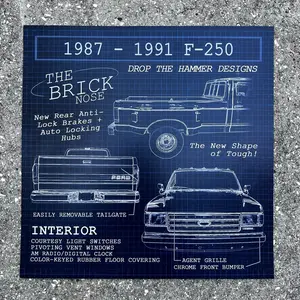 1987 - 1991 F-250
DROP THE HAMMER DESIGNS
THE
BRICK
NOSE
New Rear Anti-
Lock Brakes +
Auto Locking
Hubs
The New Shape
of Tough!
FORD
EASILY REMOVABLE TAILGATE
INTERIOR
COURTESY LIGHT SWITCHES
PIVOTING VENT WINDOWS
AM RADIO/DIGITAL CLOCK
COLOR-KEYED RUBBER FLOOR COVERING
AGENT GRILLE
CHROME FRONT BUMPER